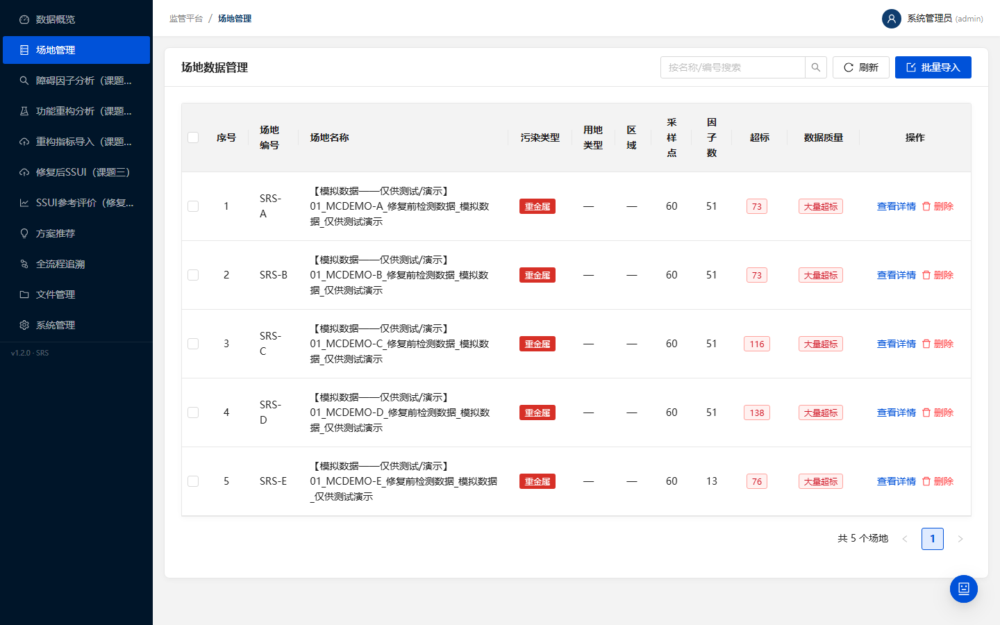 数据概览
场地管理
障碍因子分析（课题...
功能重构分析（课题...
重构指标导入（课题...
修复后SSUI（课题三）
SSUI参考评价（修复...
方案推荐
全流程追溯
文件管理
系统管理
v1.2.0 · SRS
监管平台 / 场地管理
系统管理员 (admin)
场地数据管理
按名称/编号搜索
刷新
批量导入
序号
场地
编号
场地名称
污染类型
用地
类型
区
域
采
样
点
因
子
数
超标
数据质量
操作
1
SRS-
A
【模拟数据——仅供测试/演示】
01_MCDEMO-A_修复前检测数据_模拟数
据_仅供测试演示
重金属
—
—
60
51
73
大量超标
查看详情 删除
2
SRS-B
【模拟数据——仅供测试/演示】
01_MCDEMO-B_修复前检测数据_模拟数
据_仅供测试演示
重金属
—
—
60
51
73
大量超标
查看详情 删除
3
SRS-
C
【模拟数据——仅供测试/演示】
01_MCDEMO-C_修复前检测数据_模拟数
据_仅供测试演示
重金属
—
—
60
51
116
大量超标
查看详情 删除
4
SRS-
D
【模拟数据——仅供测试/演示】
01_MCDEMO-D_修复前检测数据_模拟数
据_仅供测试演示
重金属
—
—
60
51
138
大量超标
查看详情 删除
5
SRS-E
【模拟数据——仅供测试/演示】
01_MCDEMO-E_修复前检测数据_模拟数据
_仅供测试演示
重金属
—
—
60
13
76
大量超标
查看详情 删除
共 5 个场地
1